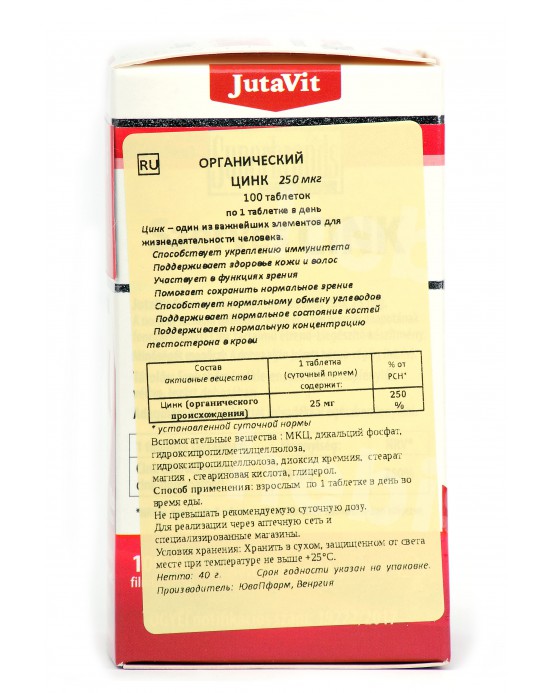 JutaVit
RU
ОРГАНИЧЕСКИЙ
ЦИНК 250 мкг
100 таблеток
по 1 таблетке в день
Цинк – один из важнейших элементов для
жизнедеятельности человека.
Способствует укреплению иммунитета
Поддерживает здоровье кожи и волос
Участвует в функциях зрения
Помогает сохранить нормальное зрение
Способствует нормальному обмену углеводов
Поддерживает нормальное состояние костей
Поддерживает нормальную концентрацию
тестостерона в крови
Состав
активные вещества
1 таблетка
(суточный прием)
содержит:
% от
РСН*
Цинк (органического
происхождения)
25 мг
250
%
* установленной суточной нормы
Вспомогательные вещества : МКЦ, дикальций фосфат,
гидроксипропилметилцеллюлоза,
гидроксипропилцеллюлоза, диоксид кремния, стеарат
магния , стеариновая кислота, глицерол.
Способ применения: взрослым по 1 таблетке в день во
время еды.
Не превышать рекомендуемую суточную дозу.
Для реализации через аптечную сеть и
специализированные магазины.
Условия хранения: Хранить в сухом, защищенном от света
месте при температуре не выше +25°С.
Нетто: 40 г. Срок годности указан на упаковке.
Производитель: ЮваПфарм, Венгрия